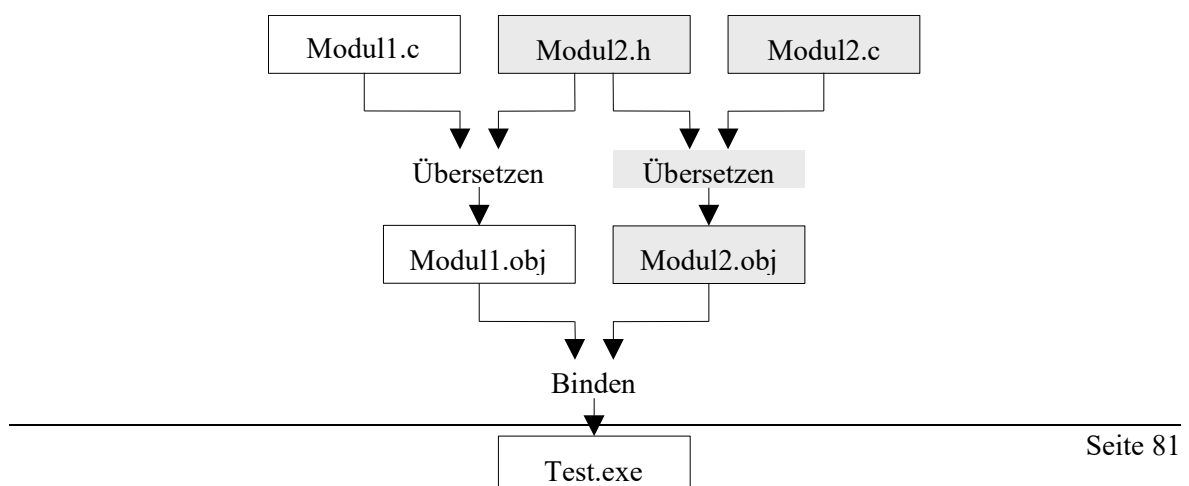 Modul1.c Modul2.h Modul2.c
Übersetzen Übersetzen
Modul1.obj Modul2.obj
Binden
Seite 81
Test.exe